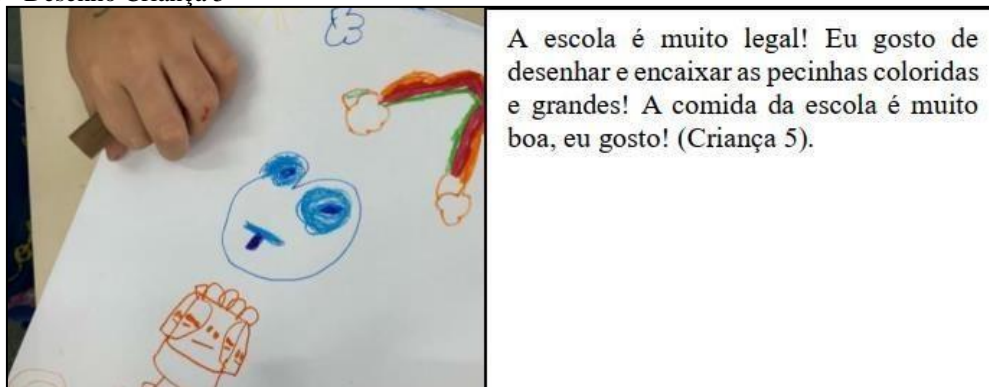 Desenho Criança 5
A escola é muito legal! Eu gosto de
desenhar e encaixar as pecinhas coloridas
e grandes! A comida da escola é muito
boa, eu gosto! (Criança 5).